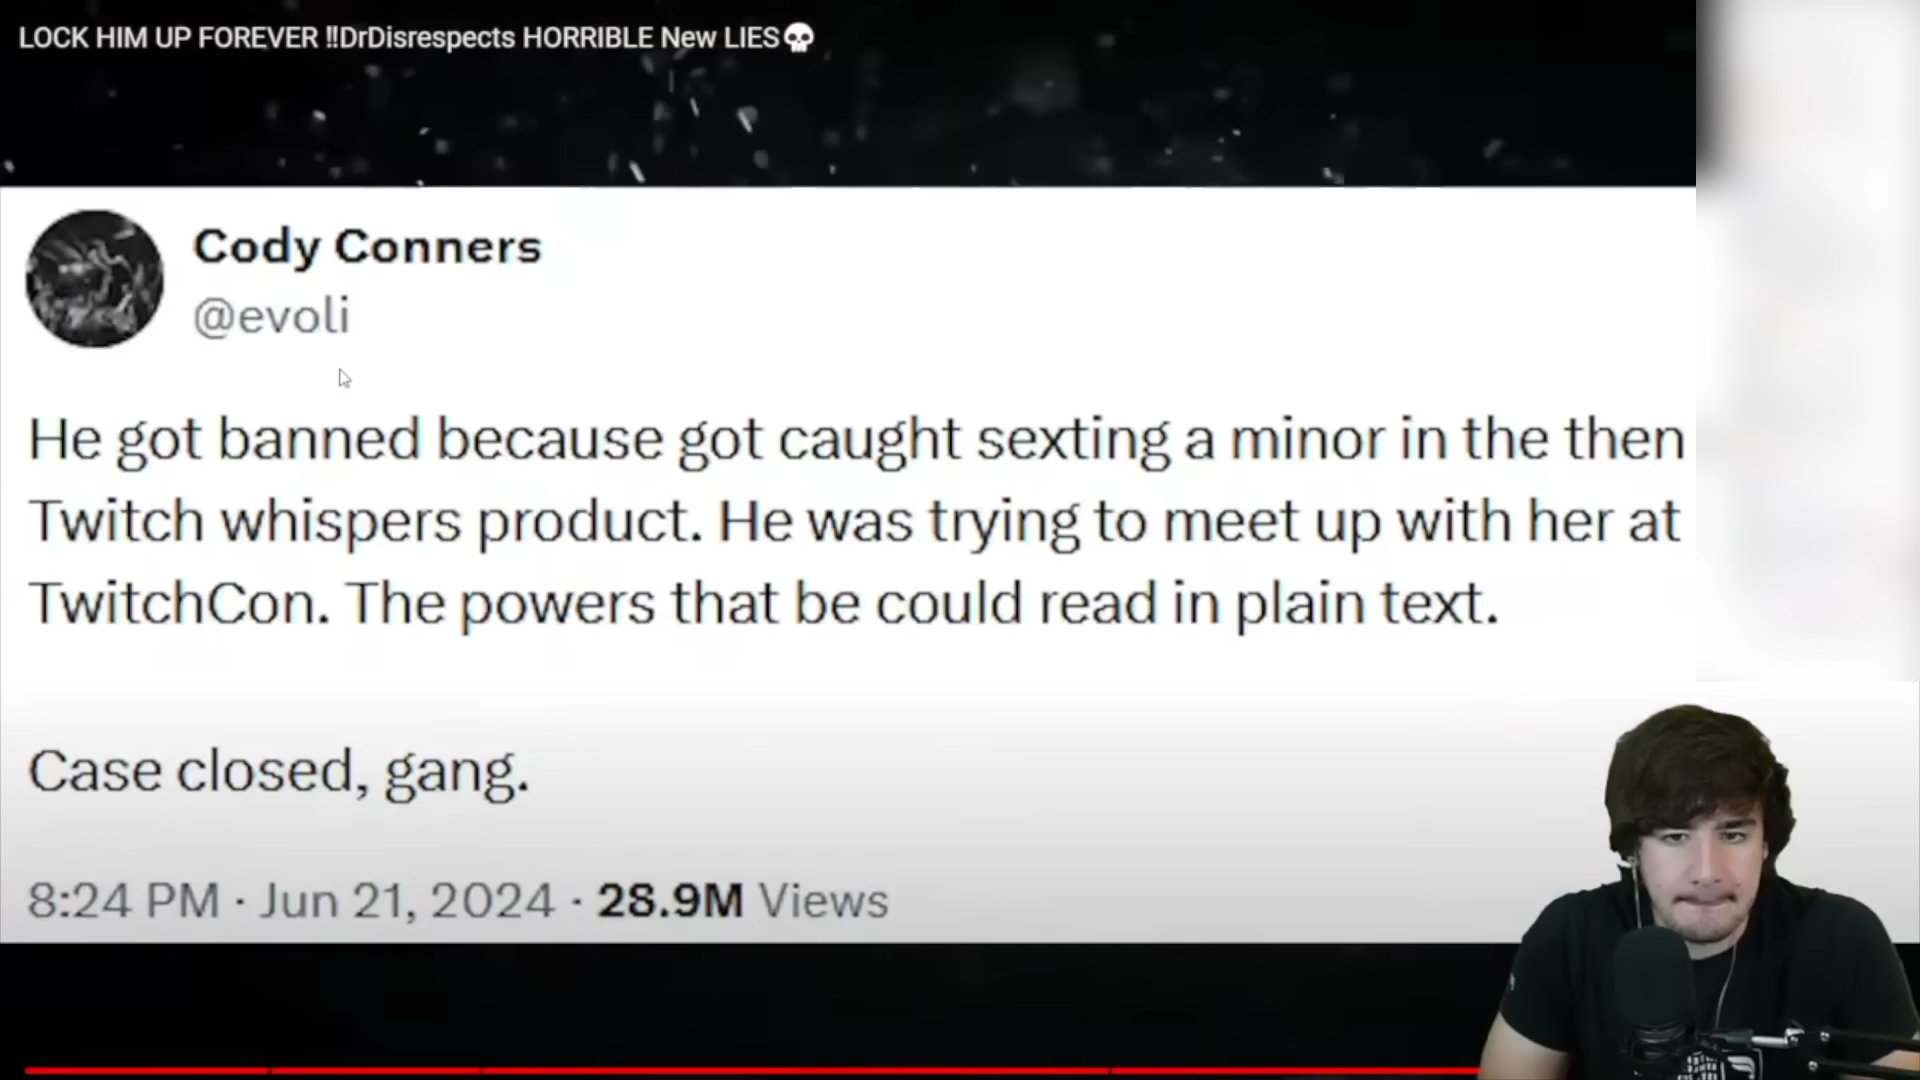 LOCK HIM UP FOREVER ‼DrDisrespects HORRIBLE New LIES💀
Cody Conners
@evoli
He got banned because got caught sexting a minor in the then
Twitch whispers product. He was trying to meet up with her at
TwitchCon. The powers that be could read in plain text.
Case closed, gang.
8:24 PM · Jun 21, 2024 · 28.9M Views